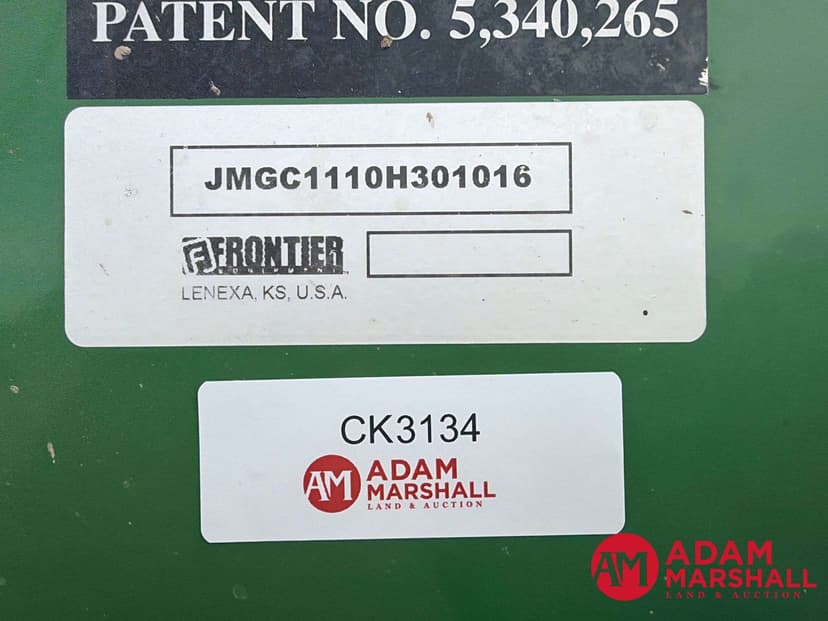 PATENT NO. 5,340,265
JMGC1110H301016
FRONTIER
EQUIPMENT
LENEXA, KS, U.S.A.
CK3134
AM ADAM
MARSHALL
LAND & AUCTION
AM ADAM
MARSHALL
LAND & AUCTION